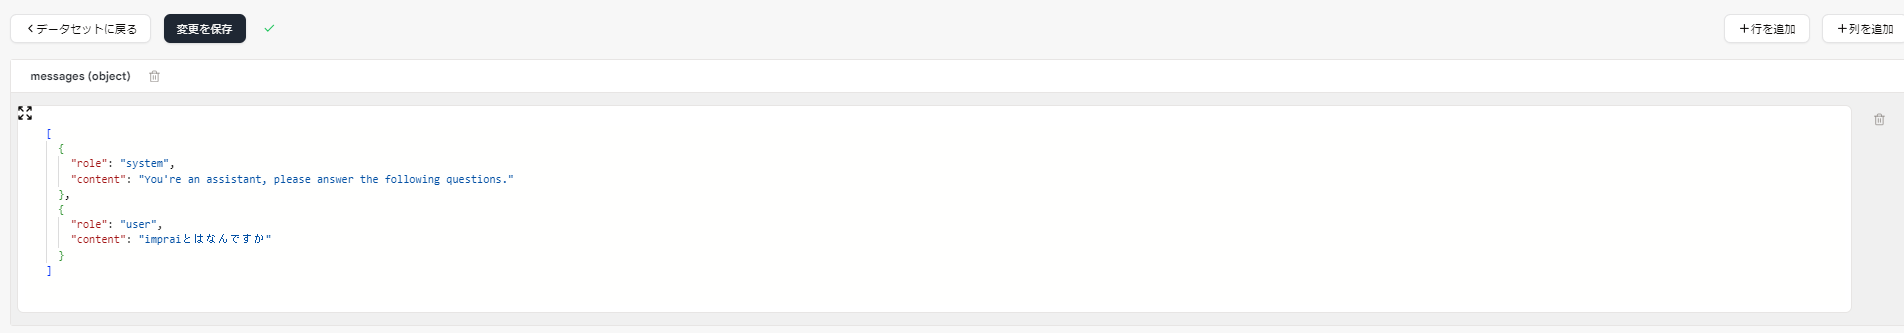 データセットに戻る 変更を保存 +行を追加 +列を追加
messages (object)
[
{
"role": "system",
"content": "You're an assistant, please answer the following questions."
},
{
"role": "user",
"content": "impraiとはなんですか"
}
]